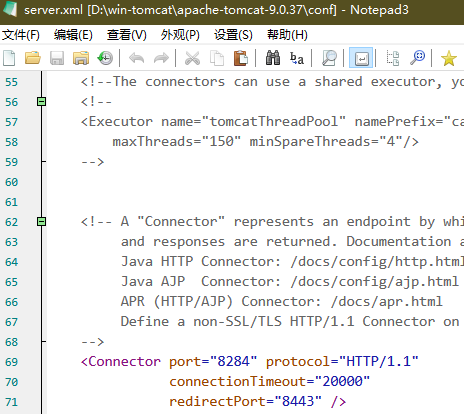 server.xml [D:\win-tomcat\apache-tomcat-9.0.37\conf] - Notepad3
文件(F) 编辑(E) 查看(V) 外观(P) 设置(S) 帮助(H)
55 <!--The connectors can use a shared executor, yo
56 <!--
57 <Executor name="tomcatThreadPool" namePrefix="ca
58 maxThreads="150" minSpareThreads="4"/>
59 -->
60
61
62 <!-- A "Connector" represents an endpoint by whi
63 and responses are returned. Documentation a
64 Java HTTP Connector: /docs/config/http.html
65 Java AJP  Connector: /docs/config/ajp.html
66 APR (HTTP/AJP) Connector: /docs/apr.html
67 Define a non-SSL/TLS HTTP/1.1 Connector on
68 -->
69 <Connector port="8284" protocol="HTTP/1.1"
70 connectionTimeout="20000"
71 redirectPort="8443" />